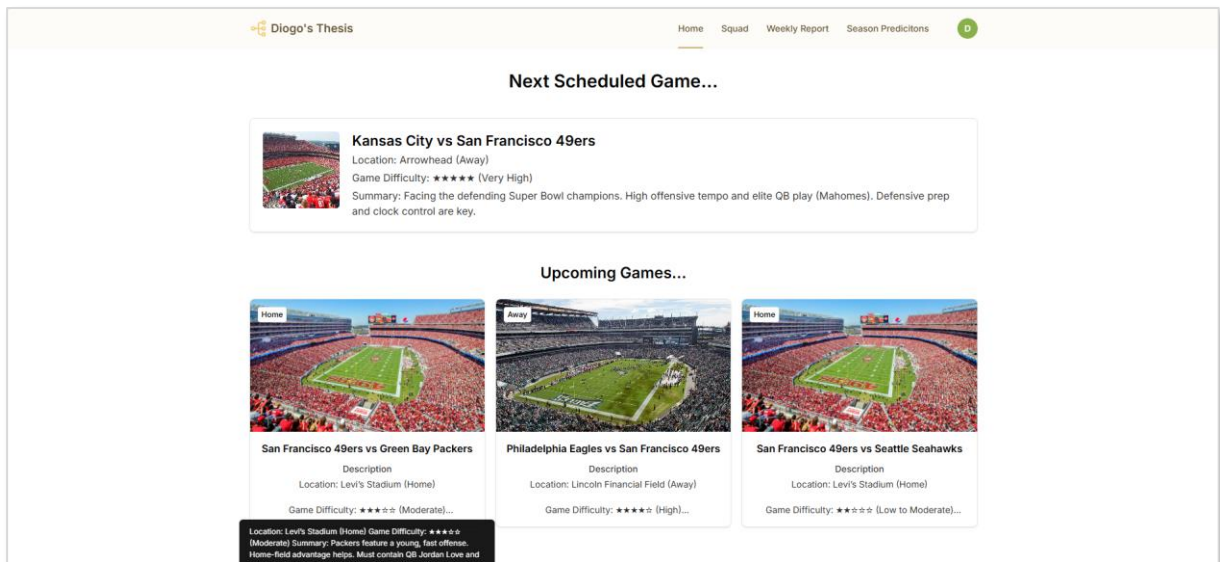 Diogo's Thesis
Home Squad Weekly Report Season Predicitons D
Next Scheduled Game...
Kansas City vs San Francisco 49ers
Location: Arrowhead (Away)
Game Difficulty: ★★★★★ (Very High)
Summary: Facing the defending Super Bowl champions. High offensive tempo and elite QB play (Mahomes). Defensive prep
and clock control are key.
Upcoming Games...
Home
San Francisco 49ers vs Green Bay Packers
Description
Location: Levi's Stadium (Home)
Game Difficulty: ★★★☆☆ (Moderate)...
Away
EAGLES
Philadelphia Eagles vs San Francisco 49ers
Description
Location: Lincoln Financial Field (Away)
Game Difficulty: ★★★★☆ (High)...
Home
San Francisco 49ers vs Seattle Seahawks
Description
Location: Levi's Stadium (Home)
Game Difficulty: ★★☆☆☆ (Low to Moderate)...
Location: Levi's Stadium (Home) Game Difficulty: ★★★☆☆
(Moderate) Summary: Packers feature a young, fast offense.
Home-field advantage helps. Must contain QB Jordan Love and